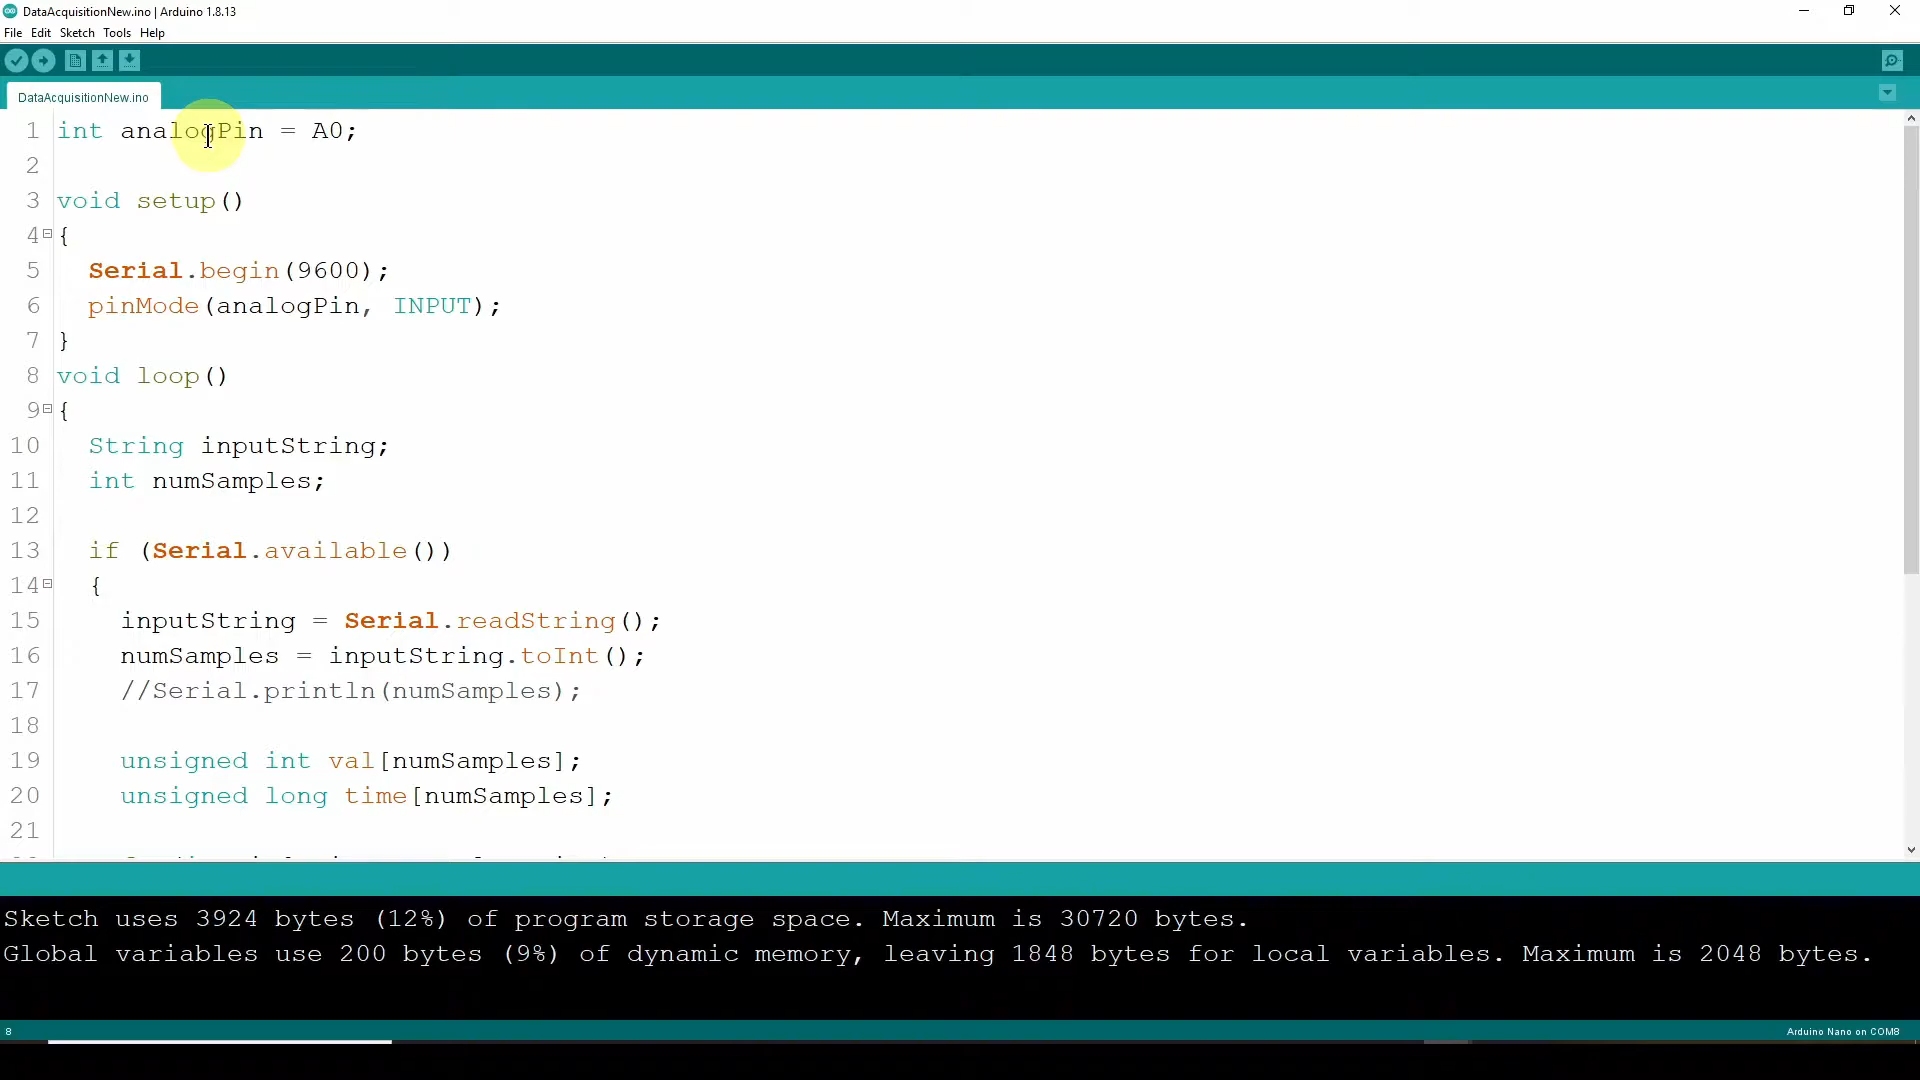 DataAcquisitionNew.ino | Arduino 1.8.13
File Edit Sketch Tools Help
DataAcquisitionNew.ino
1 int analogPin = A0;
2
3 void setup()
4 {
5 Serial.begin(9600);
6 pinMode(analogPin, INPUT);
7 }
8 void loop()
9 {
10 String inputString;
11 int numSamples;
12
13 if (Serial.available())
14 {
15 inputString = Serial.readString();
16 numSamples = inputString.toInt();
17 //Serial.println(numSamples);
18
19 unsigned int val[numSamples];
20 unsigned long time[numSamples];
21
Sketch uses 3924 bytes (12%) of program storage space. Maximum is 30720 bytes.
Global variables use 200 bytes (9%) of dynamic memory, leaving 1848 bytes for local variables. Maximum is 2048 bytes.
8 Arduino Nano on COM8